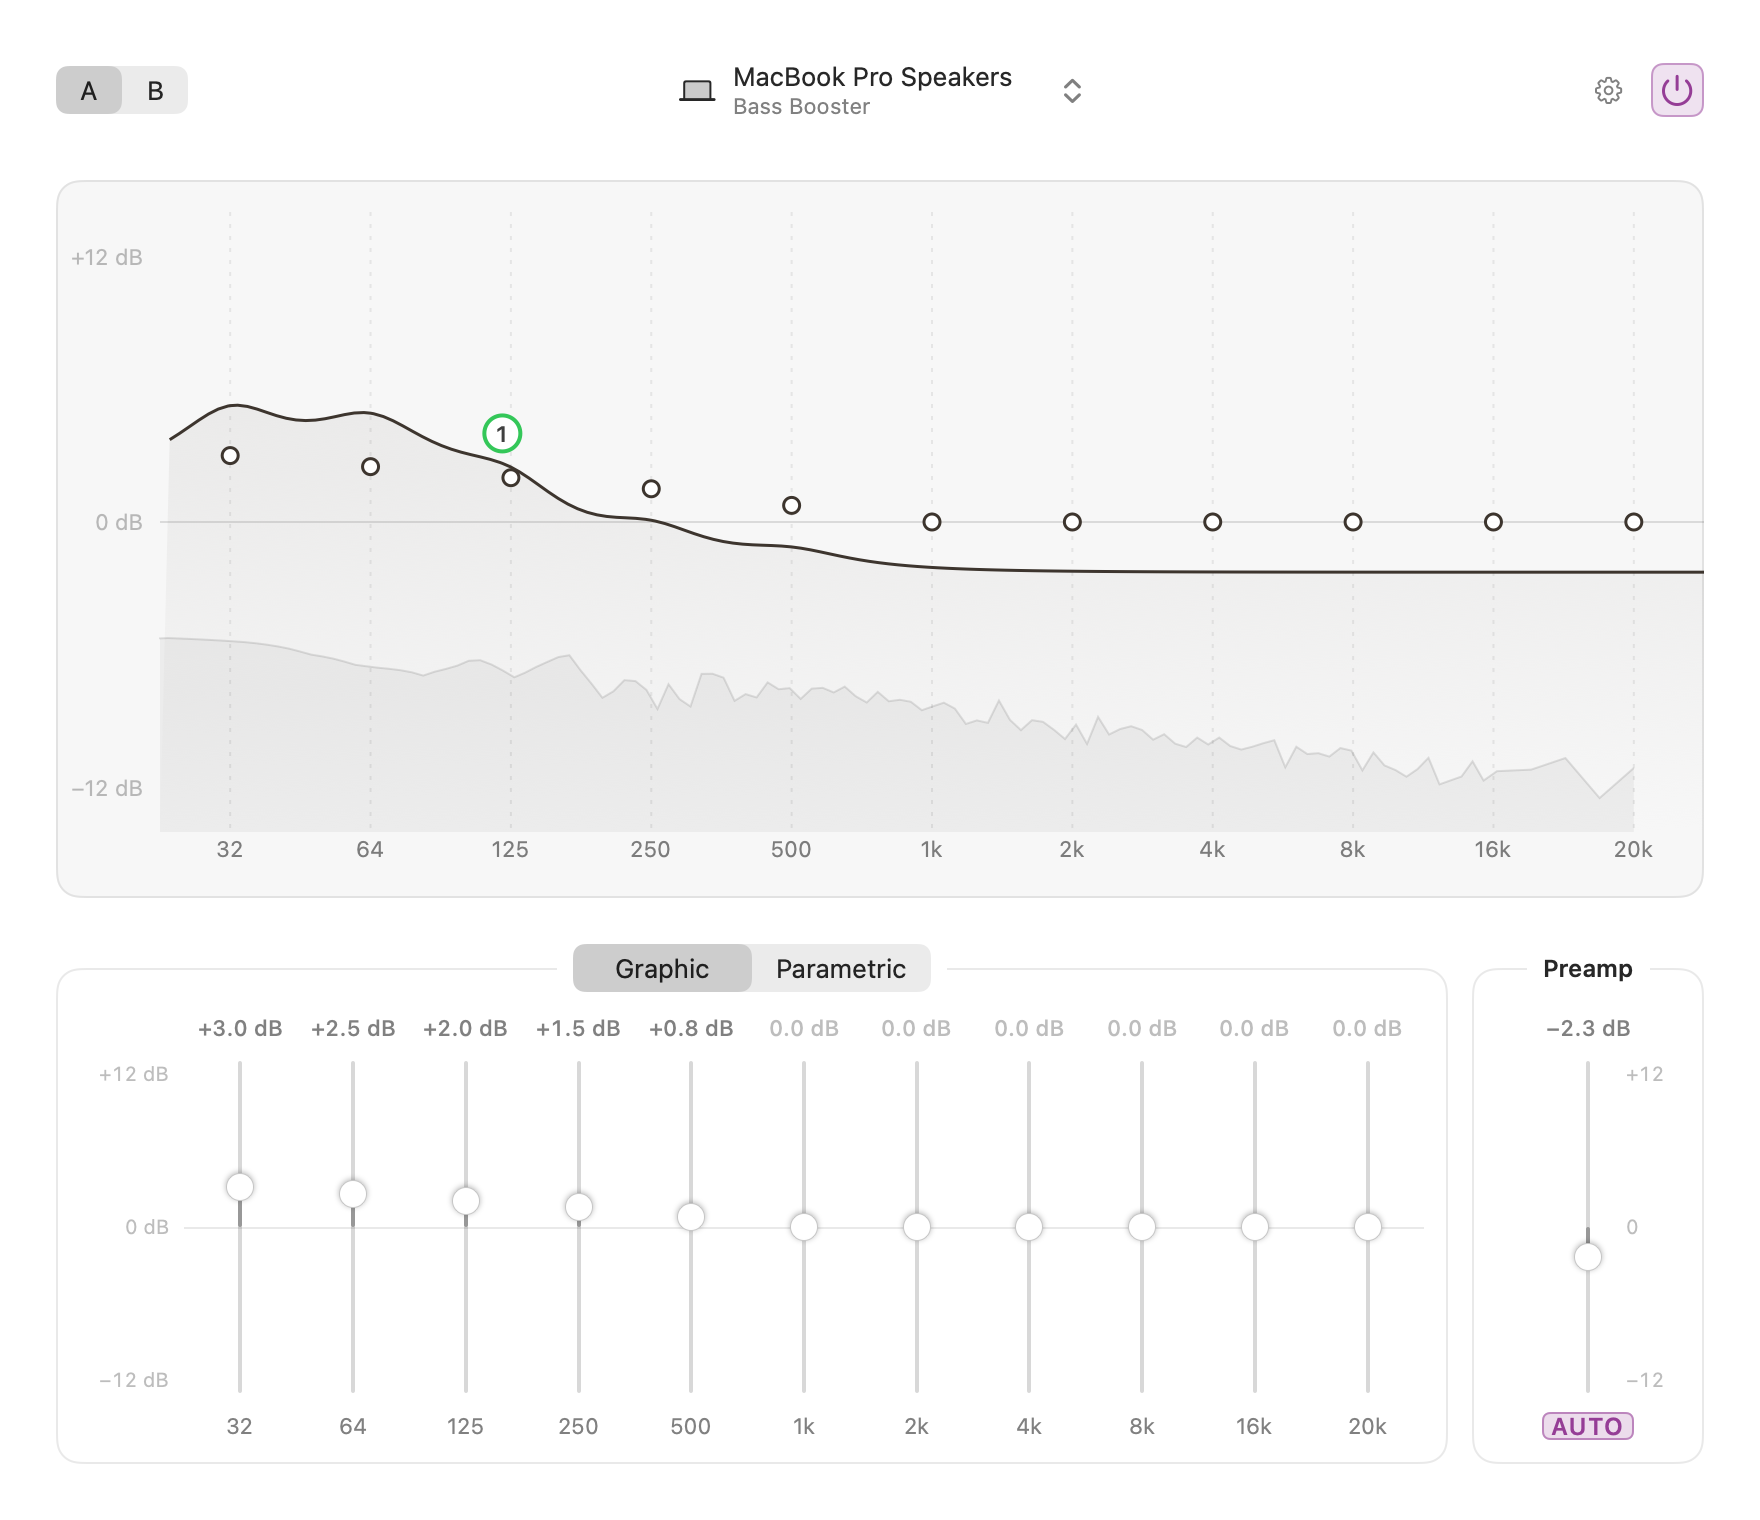 A B
MacBook Pro Speakers
Bass Booster
+12 dB
1
0 dB
−12 dB
32 64 125 250 500 1k 2k 4k 8k 16k 20k
Graphic Parametric
+3.0 dB +2.5 dB +2.0 dB +1.5 dB +0.8 dB 0.0 dB 0.0 dB 0.0 dB 0.0 dB 0.0 dB 0.0 dB
+12 dB
0 dB
−12 dB
32 64 125 250 500 1k 2k 4k 8k 16k 20k
Preamp
−2.3 dB
+12
0
−12
AUTO